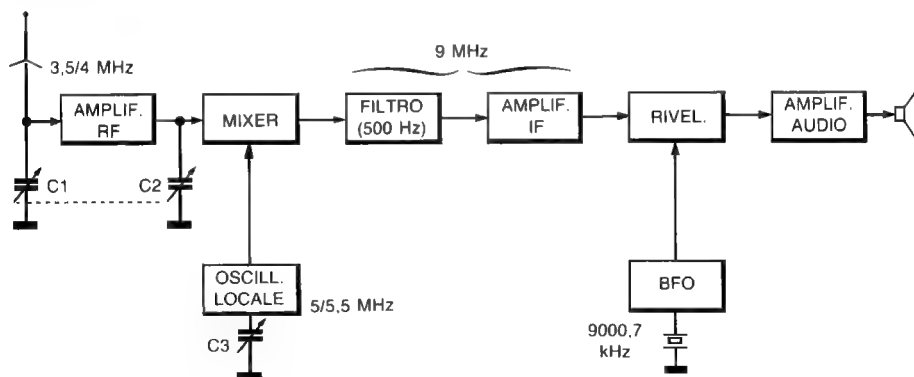 9 MHz
3,5/4 MHz
AMPLIF.
RF
MIXER
FILTRO
(500 Hz)
AMPLIF.
IF
RIVEL.
AMPLIF.
AUDIO
C1
C2
OSCILL.
LOCALE
5/5,5 MHz
C3
BFO
9000,7
kHz